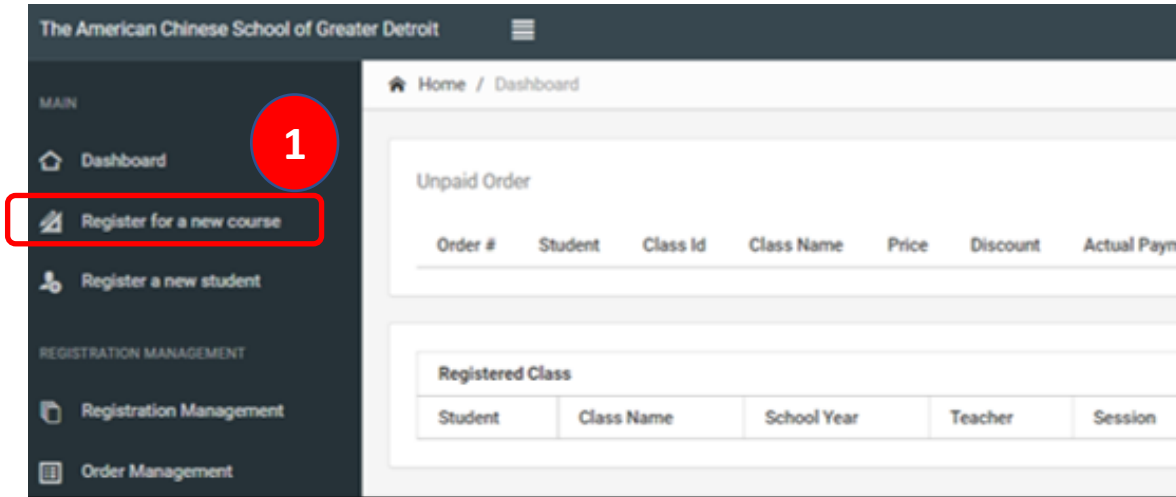 The American Chinese School of Greater Detroit
Home / Dashboard
MAIN
1
Dashboard
Register for a new course
Register a new student
REGISTRATION MANAGEMENT
Registration Management
Order Management
Unpaid Order
Order # Student Class Id Class Name Price Discount Actual Paym
Registered Class
Student Class Name School Year Teacher Session